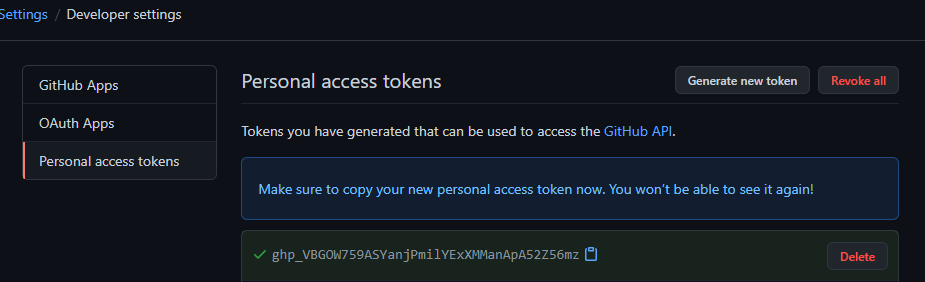 Settings / Developer settings
GitHub Apps
OAuth Apps
Personal access tokens
Personal access tokens
Generate new token
Revoke all
Tokens you have generated that can be used to access the GitHub API.
Make sure to copy your new personal access token now. You won't be able to see it again!
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
Delete